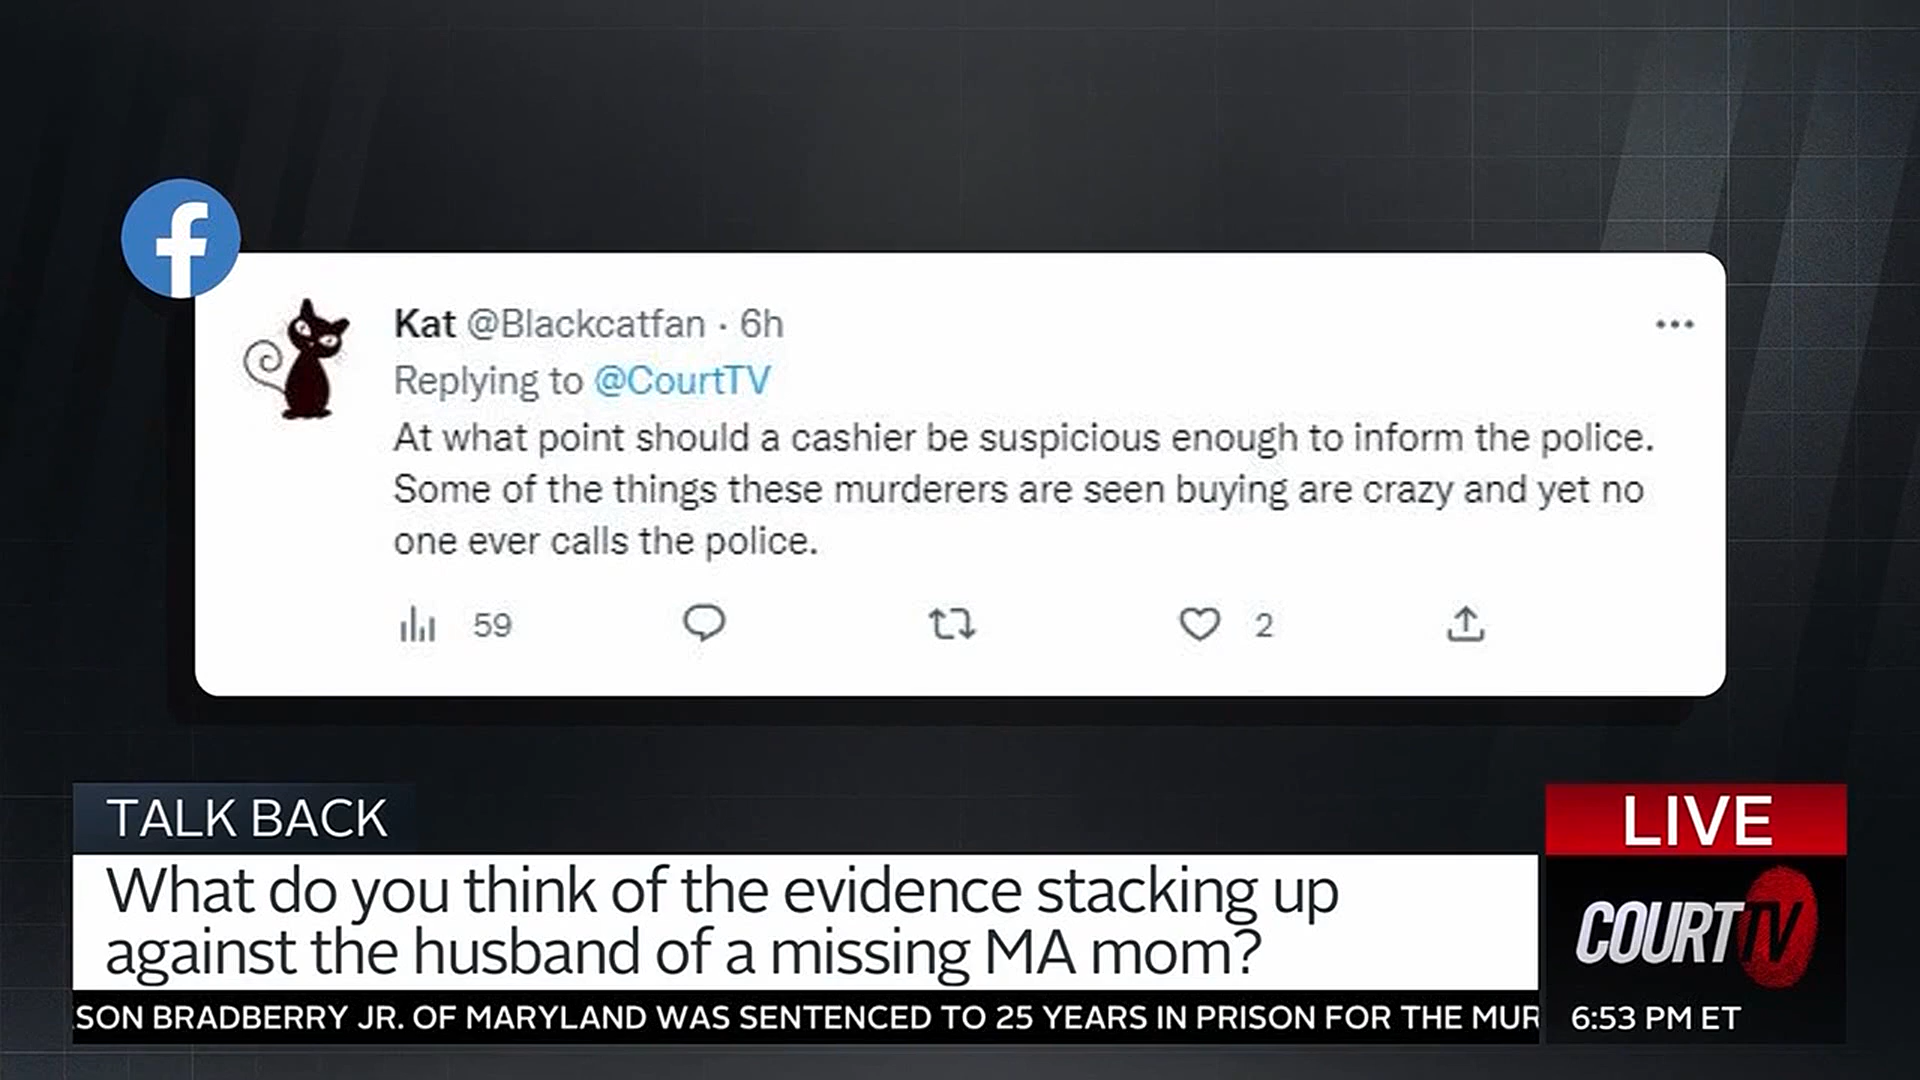 f
Kat @Blackcatfan · 6h
Replying to @CourtTV
At what point should a cashier be suspicious enough to inform the police.
Some of the things these murderers are seen buying are crazy and yet no
one ever calls the police.
59
2
TALK BACK
What do you think of the evidence stacking up
against the husband of a missing MA mom?
SON BRADBERRY JR. OF MARYLAND WAS SENTENCED TO 25 YEARS IN PRISON FOR THE MUR
LIVE
COURT TV
6:53 PM ET